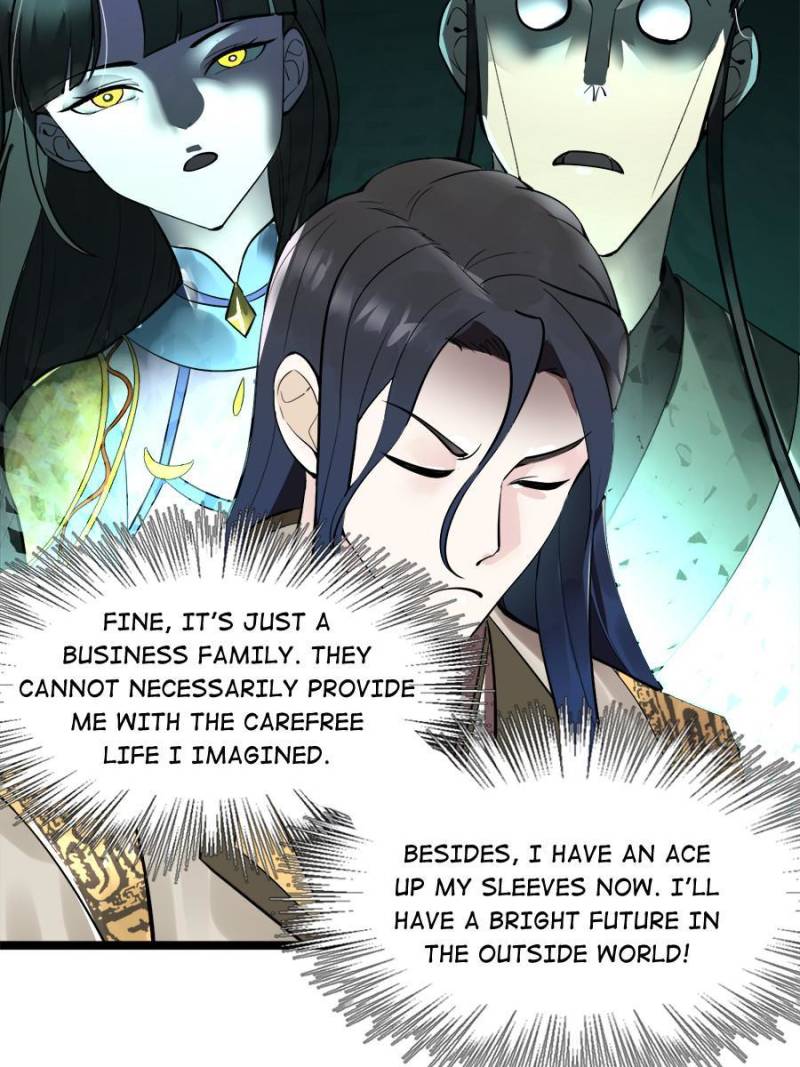 FINE, IT'S JUST A
BUSINESS FAMILY. THEY
CANNOT NECESSARILY PROVIDE
ME WITH THE CAREFREE
LIFE I IMAGINED.
BESIDES, I HAVE AN ACE
UP MY SLEEVES NOW. I'LL
HAVE A BRIGHT FUTURE IN
THE OUTSIDE WORLD!